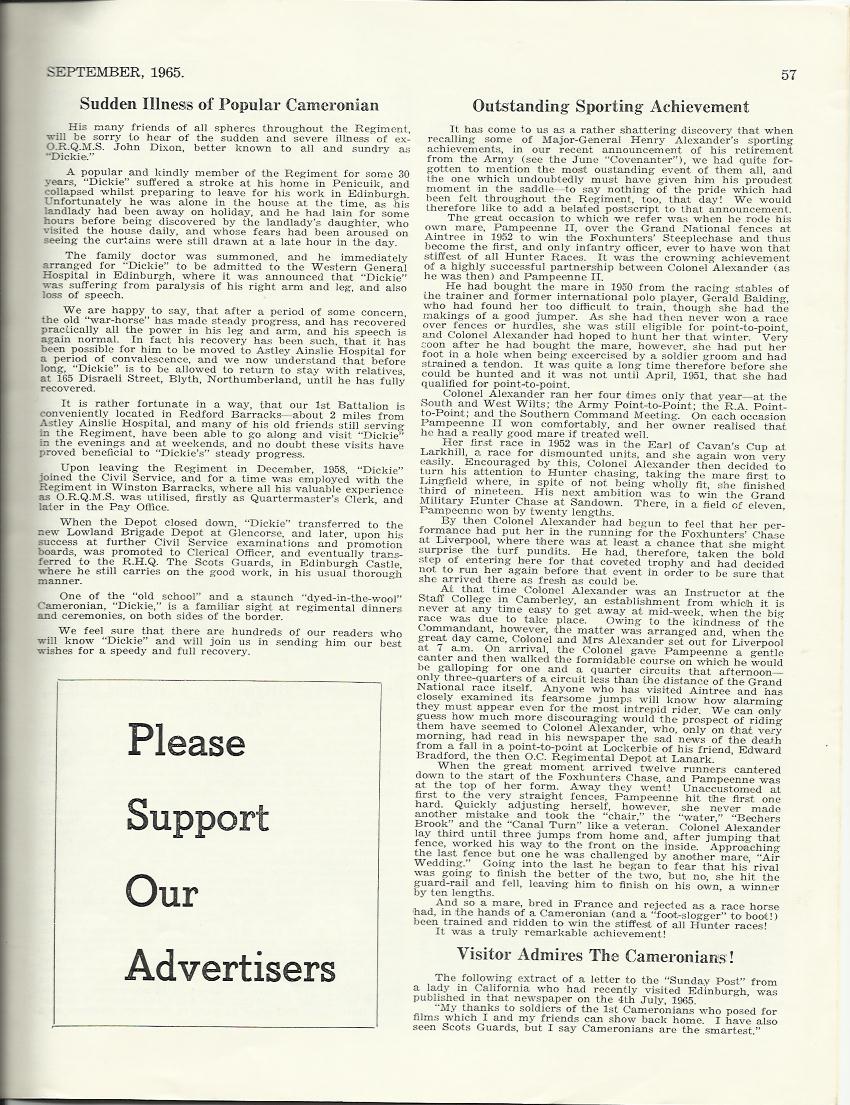 SEPTEMBER, 1965.
57
Sudden Illness of Popular Cameronian
His many friends of all spheres throughout the Regiment,
will be sorry to hear of the sudden and severe illness of ex-
O.R.Q.M.S. John Dixon, better known to all and sundry as
"Dickie."
A popular and kindly member of the Regiment for some 30
years, "Dickie" suffered a stroke at his home in Penicuik, and
collapsed whilst preparing to leave for his work in Edinburgh.
Unfortunately he was alone in the house at the time, as his
landlady had been away on holiday, and he had lain for some
hours before being discovered by the landlady's daughter, who
visited the house daily, and whose fears had been aroused on
seeing the curtains were still drawn at a late hour in the day.
The family doctor was summoned, and he immediately
arranged for "Dickie" to be admitted to the Western General
Hospital in Edinburgh, where it was announced that "Dickie"
was suffering from paralysis of his right arm and leg, and also
loss of speech.
We are happy to say, that after a period of some concern,
the old "war-horse" has made steady progress, and has recovered
practically all the power in his leg and arm, and his speech is
again normal. In fact his recovery has been such, that it has
been possible for him to be moved to Astley Ainslie Hospital for
a period of convalescence, and we now understand that before
long, "Dickie" is to be allowed to return to stay with relatives,
at 165 Disraeli Street, Blyth, Northumberland, until he has fully
recovered.
It is rather fortunate in a way, that our 1st Battalion is
conveniently located in Redford Barracks—about 2 miles from
Astley Ainslie Hospital, and many of his old friends still serving
in the Regiment, have been able to go along and visit "Dickie"
in the evenings and at weekends, and no doubt these visits have
proved beneficial to "Dickie's" steady progress.
Upon leaving the Regiment in December, 1958, "Dickie"
joined the Civil Service, and for a time was employed with the
Regiment in Winston Barracks, where all his valuable experience
as O.R.Q.M.S. was utilised, firstly as Quartermaster's Clerk, and
later in the Pay Office.
When the Depot closed down, "Dickie" transferred to the
new Lowland Brigade Depot at Glencorse, and later, upon his
success at further Civil Service examinations and promotion
boards, was promoted to Clerical Officer, and eventually trans-
ferred to the R.H.Q. The Scots Guards, in Edinburgh Castle,
where he still carries on the good work, in his usual thorough
manner.
One of the "old school" and a staunch "dyed-in-the-wool"
Cameronian, "Dickie," is a familiar sight at regimental dinners
and ceremonies, on both sides of the border.
We feel sure that there are hundreds of our readers who
will know "Dickie" and will join us in sending him our best
wishes for a speedy and full recovery.
Please
Support
Our
Advertisers
Outstanding Sporting Achievement
It has come to us as a rather shattering discovery that when
recalling some of Major-General Henry Alexander's sporting
achievements, in our recent announcement of his retirement
from the Army (see the June "Covenanter"), we had quite for-
gotten to mention the most oustanding event of them all, and
the one which undoubtedly must have given him his proudest
moment in the saddle—to say nothing of the pride which had
been felt throughout the Regiment, too, that day! We would
therefore like to add a belated postscript to that announcement.
The great occasion to which we refer was when he rode his
own mare, Pampeenne II, over the Grand National fences at
Aintree in 1952 to win the Foxhunters' Steeplechase and thus
become the first, and only infantry officer, ever to have won that
stiffest of all Hunter Races. It was the crowning achievement
of a highly successful partnership between Colonel Alexander (as
he was then) and Pampeenne II.
He had bought the mare in 1950 from the racing stables of
the trainer and former international polo player, Gerald Balding,
who had found her too difficult to train, though she had the
makings of a good jumper. As she had then never won a race
over fences or hurdles, she was still eligible for point-to-point,
and Colonel Alexander had hoped to hunt her that winter. Very
soon after he had bought the mare, however, she had put her
foot in a hole when being excercised by a soldier groom and had
strained a tendon. It was quite a long time therefore before she
could be hunted and it was not until April, 1951, that she had
qualified for point-to-point.
Colonel Alexander ran her four times only that year—at the
South and West Wilts; the Army Point-to-Point; the R.A. Point-
to-Point; and the Southern Command Meeting. On each occasion
Pampeenne II won comfortably, and her owner realised that
he had a really good mare if treated well.
Her first race in 1952 was in the Earl of Cavan's Cup at
Larkhill, a race for dismounted units, and she again won very
easily. Encouraged by this, Colonel Alexander then decided to
turn his attention to Hunter chasing, taking the mare first to
Lingfield where, in spite of not being wholly fit, she finished
third of nineteen. His next ambition was to win the Grand
Military Hunter Chase at Sandown. There, in a field of eleven,
Pampeenne won by twenty lengths.
By then Colonel Alexander had begun to feel that her per-
formance had put her in the running for the Foxhunters' Chase
at Liverpool, where there was at least a chance that she might
surprise the turf pundits. He had, therefore, taken the bold
step of entering here for that coveted trophy and had decided
not to run her again before that event in order to be sure that
she arrived there as fresh as could be.
At that time Colonel Alexander was an Instructor at the
Staff College in Camberley, an establishment from which it is
never at any time easy to get away at mid-week, when the big
race was due to take place. Owing to the kindness of the
Commandant, however, the matter was arranged and, when the
great day came, Colonel and Mrs Alexander set out for Liverpool
at 7 a.m. On arrival, the Colonel gave Pampeenne a gentle
canter and then walked the formidable course on which he would
be galloping for one and a quarter circuits that afternoon—
only three-quarters of a circuit less than the distance of the Grand
National race itself. Anyone who has visited Aintree and has
closely examined its fearsome jumps will know how alarming
they must appear even for the most intrepid rider. We can only
guess how much more discouraging would the prospect of riding
them have seemed to Colonel Alexander, who, only on that very
morning, had read in his newspaper the sad news of the death
from a fall in a point-to-point at Lockerbie of his friend, Edward
Bradford, the then O.C. Regimental Depot at Lanark.
When the great moment arrived twelve runners cantered
down to the start of the Foxhunters Chase, and Pampeenne was
at the top of her form. Away they went! Unaccustomed at
first to the very straight fences, Pampeenne hit the first one
hard. Quickly adjusting herself, however, she never made
another mistake and took the "chair," the "water," "Bechers
Brook" and the "Canal Turn" like a veteran. Colonel Alexander
lay third until three jumps from home and, after jumping that
fence, worked his way to the front on the inside. Approaching
the last fence but one he was challenged by another mare, "Air
Wedding." Going into the last he began to fear that his rival
was going to finish the better of the two, but no, she hit the
guard-rail and fell, leaving him to finish on his own, a winner
by ten lengths.
And so a mare, bred in France and rejected as a race horse
had, in the hands of a Cameronian (and a "foot-slogger" to boot!)
been trained and ridden to win the stiffest of all Hunter races!
It was a truly remarkable achievement!
Visitor Admires The Cameronians!
The following extract of a letter to the "Sunday Post" from
a lady in California who had recently visited Edinburgh, was
published in that newspaper on the 4th July, 1965.
"My thanks to soldiers of the 1st Cameronians who posed for
films which I and my friends can show back home. I have also
seen Scots Guards, but I say Cameronians are the smartest."